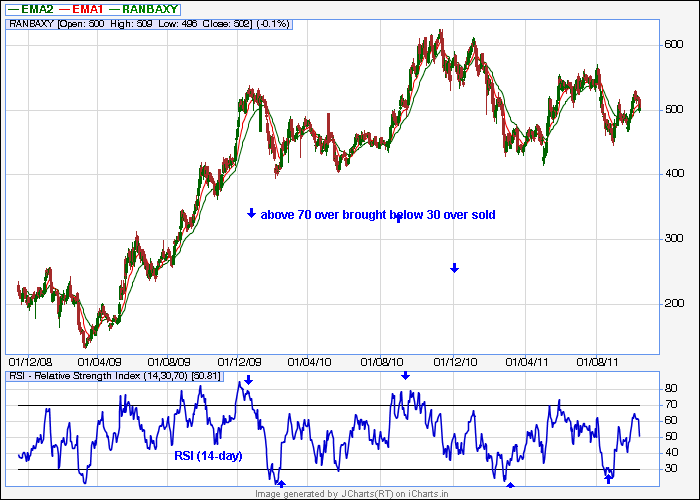 EMA2 EMA1 RANBAXY
RANBAXY [Open: 500 High: 509 Low: 496 Close: 502] (-0.1%)
600
500
400
300
200
above 70 over brought below 30 over sold
01/12/08 01/04/09 01/08/09 01/12/09 01/04/10 01/08/10 01/12/10 01/04/11 01/08/11
RSI - Relative Strength Index (14,30,70) [50.81]
80
70
60
50
40
30
20
RSI (14-day)
Image generated by JCharts(RT) on iCharts.in